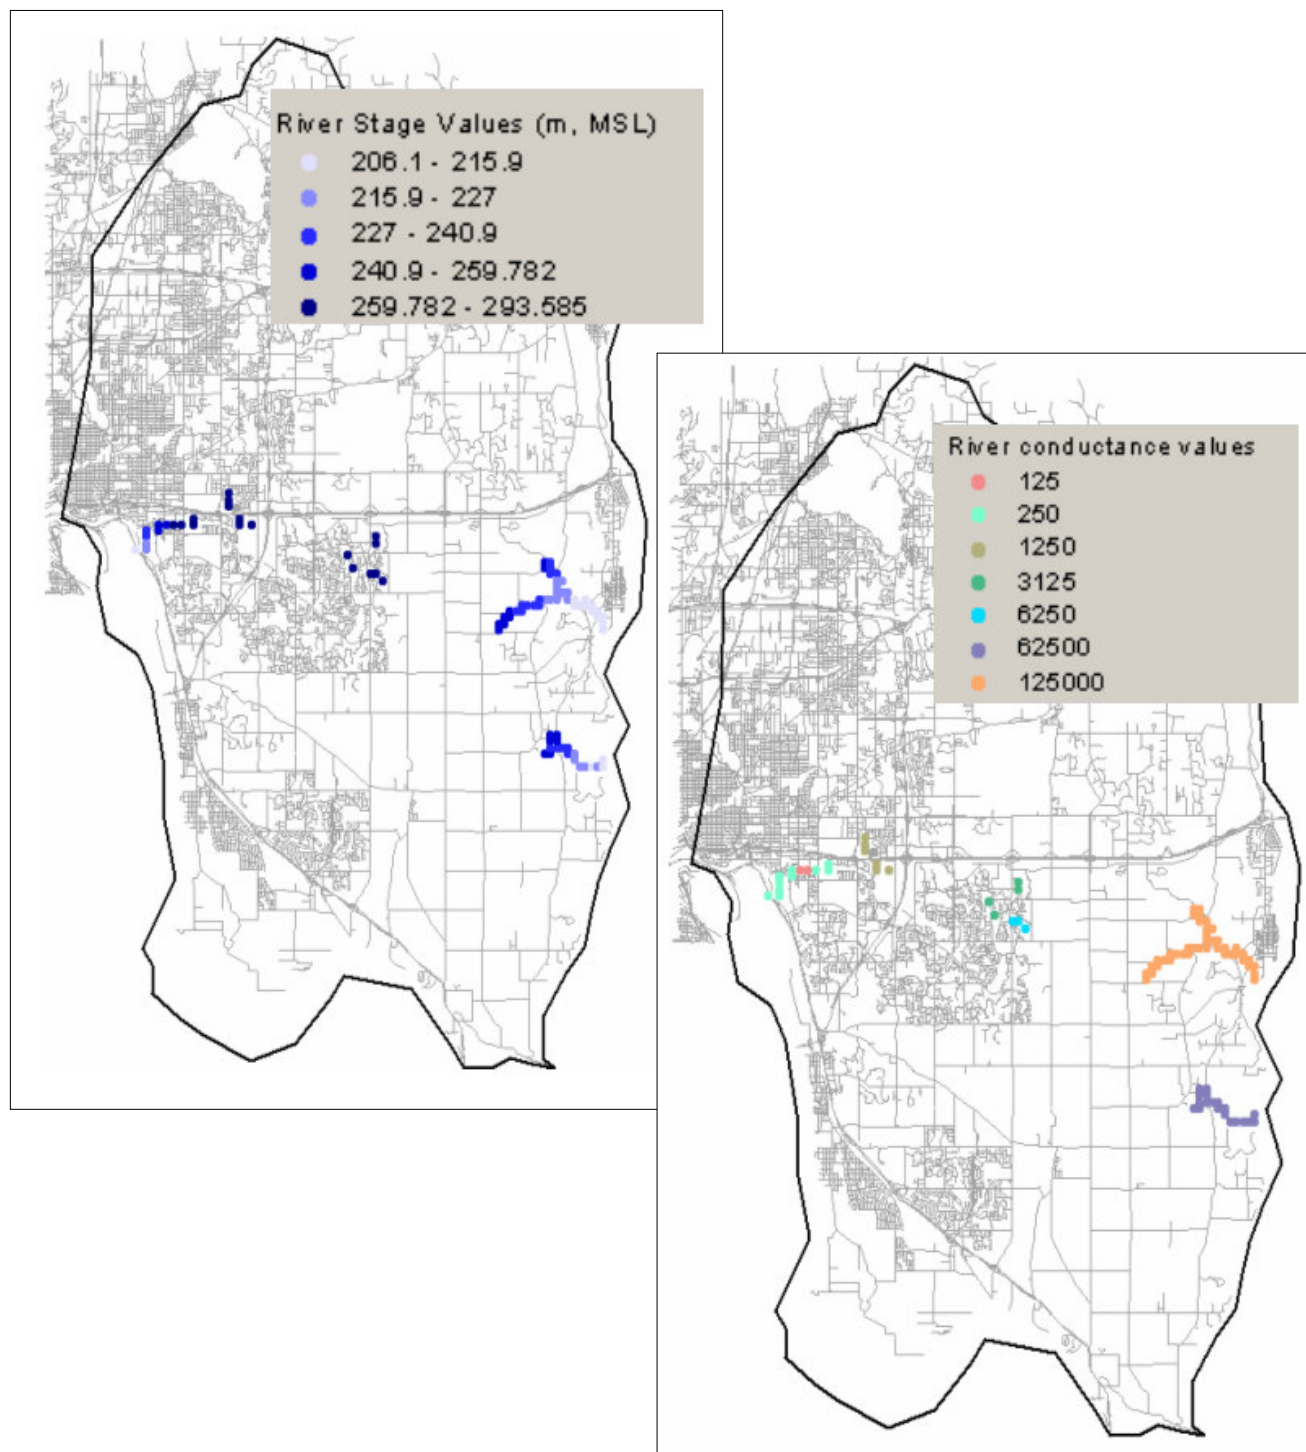 River Stage Values (m, MSL)
206.1 - 215.9
215.9 - 227
227 - 240.9
240.9 - 259.782
259.782 - 293.585
River conductance values
125
250
1250
3125
6250
62500
125000